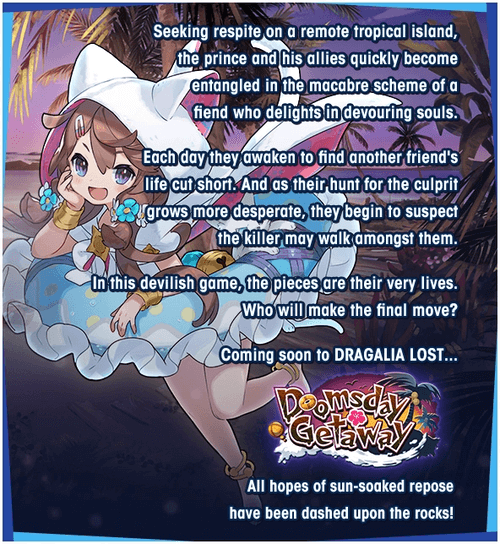 Seeking respite on a remote tropical island,
the prince and his allies quickly become
entangled in the macabre scheme of a
fiend who delights in devouring souls.
Each day they awaken to find another friend's
life cut short. And as their hunt for the culprit
grows more desperate, they begin to suspect
the killer may walk amongst them.
In this devilish game, the pieces are their very lives.
Who will make the final move?
Coming soon to DRAGALIA LOST...
Doomsday
Getaway
All hopes of sun-soaked repose
have been dashed upon the rocks!